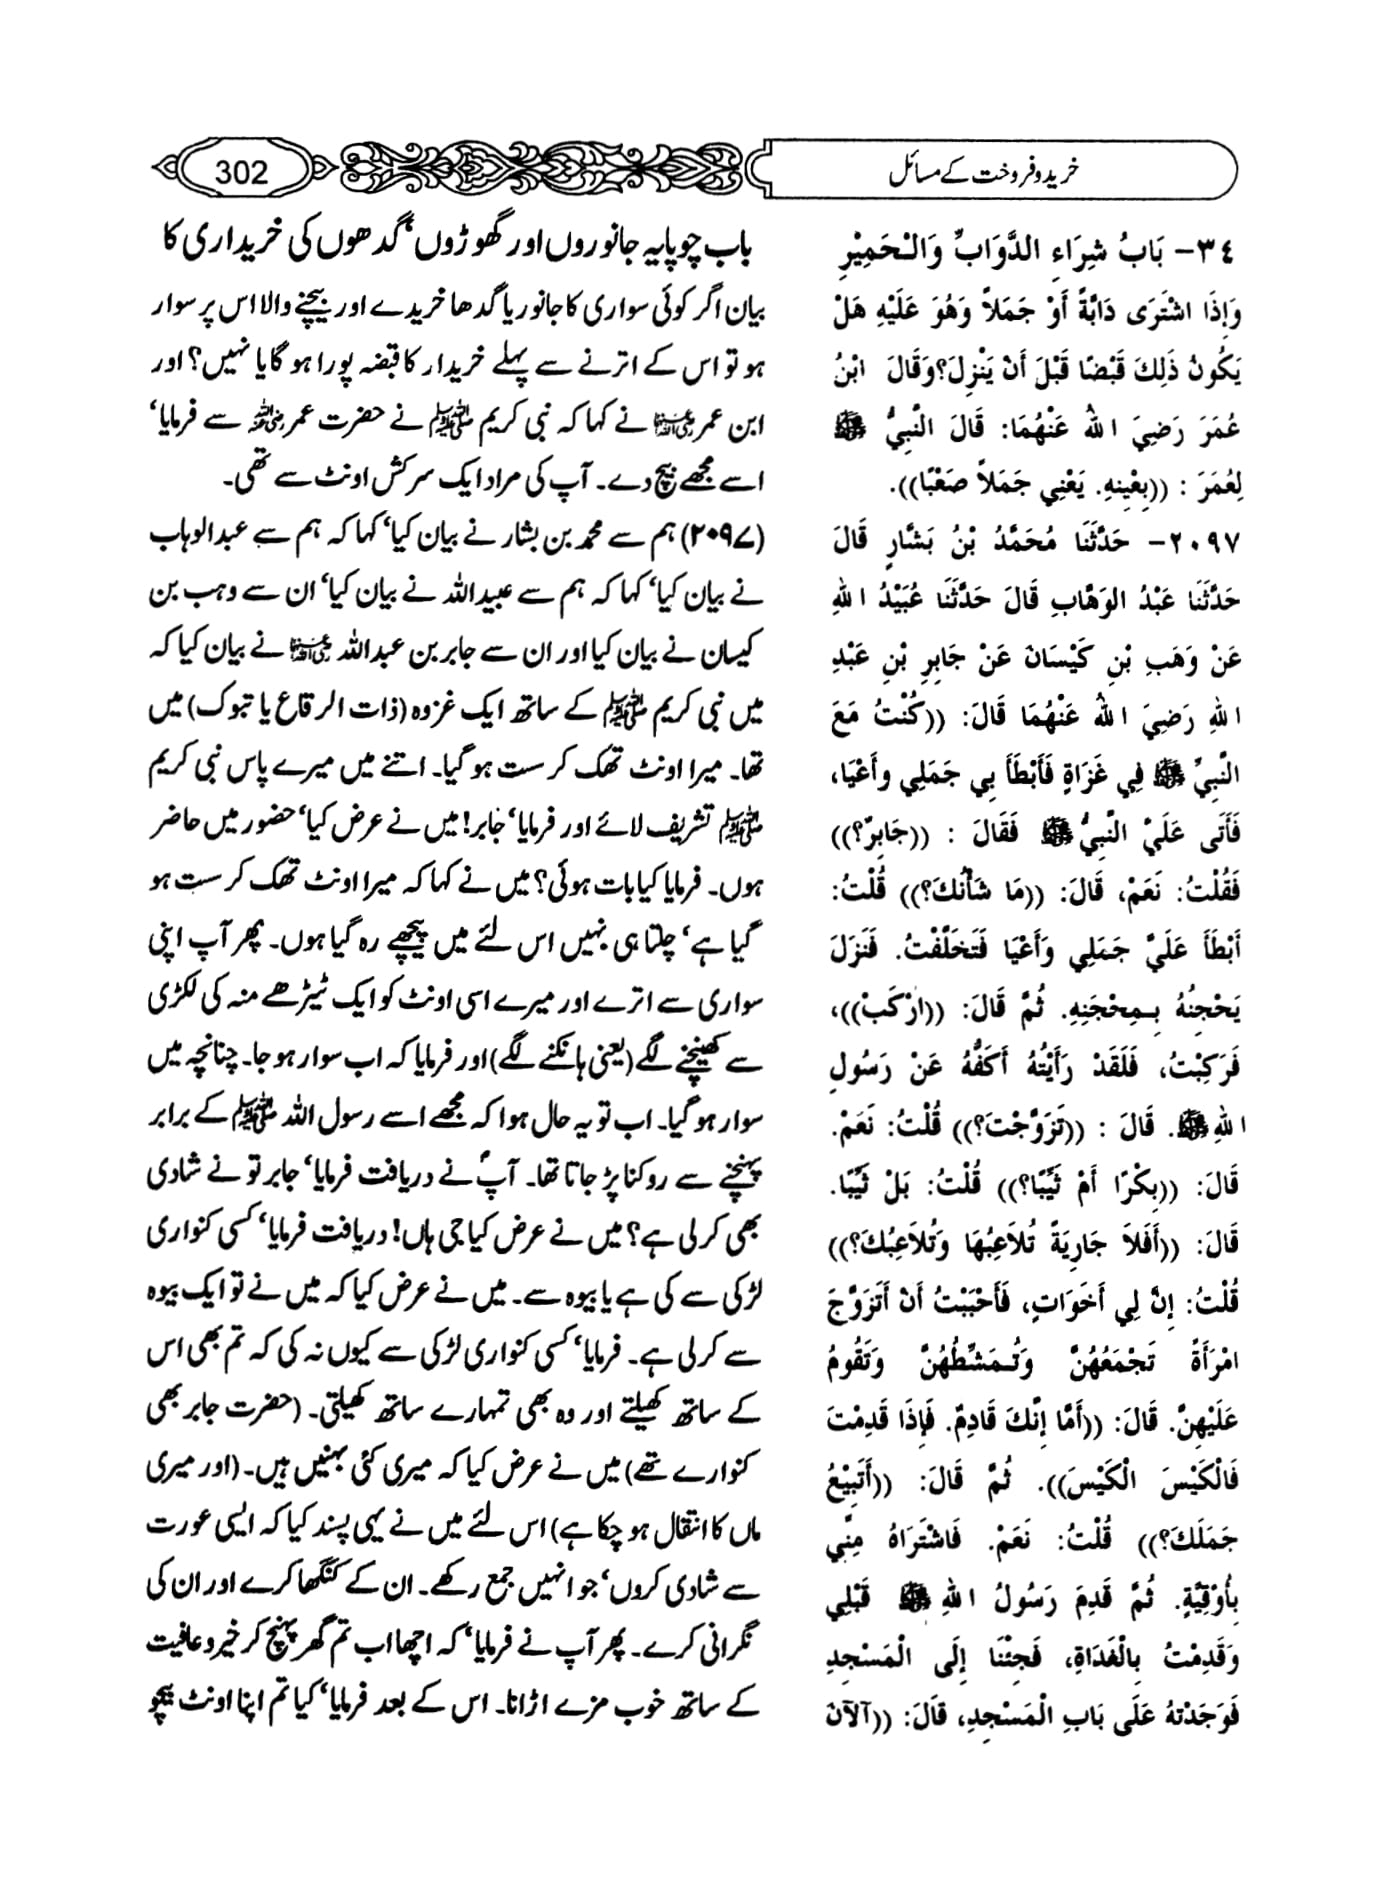 خرید و فروخت کے مسائل
302
٣٤- بَابُ شِرَاءِ الدَّوَابِّ وَالْحَمِيْرِ
وَإِذَا اشْتَرَى دَابَّةً أَوْ جَمَلاً وَهُوَ عَلَيْهِ هَلْ
يَكُونُ ذَلِكَ قَبْضًا قَبْلَ أَنْ يَنْزِلَ؟وَقَالَ ابْنُ
عُمَرَ رَضِيَ اللهُ عَنْهُمَا: قَالَ النَّبِيُّ ﷺ
لِعُمَرَ : ((بِعْنِيهِ. يَعْنِي جَمَلاً صَعْبًا)).
٢٠٩٧- حَدَّثَنَا مُحَمَّدُ بْنُ بَشَّارٍ قَالَ
حَدَّثَنَا عَبْدُ الوَهَّابِ قَالَ حَدَّثَنَا عُبَيْدُ اللهِ
عَنْ وَهَبِ بْنِ كَيْسَانَ عَنْ جَابِرِ بْنِ عَبْدِ
اللهِ رَضِيَ اللهُ عَنْهُمَا قَالَ: ((كُنْتُ مَعَ
النَّبِيِّ ﷺ فِي غَزَاةٍ فَأَبْطَأَ بِي جَمَلِي وأَعْيَا،
فَأَتَى عَلَيَّ النَّبِيُّ ﷺ فَقَالَ : ((جَابِرٌ؟))
فَقُلْتُ: نَعَمْ، قَالَ: ((مَا شَأْنُكَ؟)) قُلْتُ:
أَبْطَأَ عَلَيَّ جَمَلِي وَأَعْيَا فَتَخَلَّفْتُ. فَنَزَلَ
يَحْجِنُهُ بِمِحْجَنِهِ. ثُمَّ قَالَ: ((ارْكَبْ))،
فَرَكِبْتُ، فَلَقَدْ رَأَيْتُهُ أَكُفُّهُ عَنْ رَسُولِ
اللهِ ﷺ. قَالَ : ((تَزَوَّجْتَ؟)) قُلْتُ: نَعَمْ.
قَالَ: ((بِكْرًا أَمْ ثَيِّبًا؟)) قُلْتُ: بَلْ ثَيِّبًا.
قَالَ: ((أَفَلاَ جَارِيَةً تُلاَعِبُهَا وَتُلاَعِبُكَ؟))
قُلْتُ: إِنَّ لِي أَخَوَاتٍ، فَأَحْبَبْتُ أَنْ أَتَزَوَّجَ
امْرَأَةً تَجْمَعُهُنَّ وَتُمَشِّطُهُنَّ وَتَقُومُ
عَلَيْهِنَّ. قَالَ: ((أَمَّا إِنَّكَ قَادِمٌ. فَإِذَا قَدِمْتَ
فَالْكَيْسَ الْكَيْسَ)). ثُمَّ قَالَ: ((أَتَبِيْعُ
جَمَلَكَ؟)) قُلْتُ: نَعَمْ. فَاشْتَرَاهُ مِنِّي
بِأُوْقِيَّةٍ. ثُمَّ قَدِمَ رَسُولُ اللهِ ﷺ قَبْلِي
وَقَدِمْتُ بِالْغَدَاةِ، فَجِئْنَا إِلَى الْمَسْجِدِ
فَوَجَدْتُهُ عَلَى بَابِ الْمَسْجِدِ، قَالَ: ((آلآنَ
باب چوپایہ جانوروں اور گھوڑوں‘ گدھوں کی خریداری کا
بیان اگر کوئی سواری کا جانور یا گدھا خریدے اور بیچنے والا اس پر سوار
ہو تو اس کے اترنے سے پہلے خریدار کا قبضہ پورا ہو گا یا نہیں؟ اور
ابن عمر رضی اللہ عنہما نے کہا کہ نبی کریم ﷺ نے حضرت عمر رضی اللہ عنہ سے فرمایا‘
اسے مجھے بیچ دے۔ آپ کی مراد ایک سرکش اونٹ سے تھی۔
(۲۰۹۷) ہم سے محمد بن بشار نے بیان کیا‘ کہا کہ ہم سے عبدالوہاب
نے بیان کیا‘ کہا کہ ہم سے عبیداللہ نے بیان کیا‘ ان سے وہب بن
کیسان نے بیان کیا اور ان سے جابر بن عبداللہ رضی اللہ عنہما نے بیان کیا کہ
میں نبی کریم ﷺ کے ساتھ ایک غزوہ (ذات الرقاع یا تبوک) میں
تھا۔ میرا اونٹ تھک کر ست ہو گیا۔ اتنے میں میرے پاس نبی کریم
ﷺ تشریف لائے اور فرمایا‘ جابر! میں نے عرض کیا‘ حضور میں حاضر
ہوں۔ فرمایا کیا بات ہوئی؟ میں نے کہا کہ میرا اونٹ تھک کر ست ہو
گیا ہے‘ چلتا ہی نہیں اس لئے میں پیچھے رہ گیا ہوں۔ پھر آپ اپنی
سواری سے اترے اور میرے اسی اونٹ کو ایک ٹیڑھے منہ کی لکڑی
سے کھینچنے لگے (یعنی ہانکنے لگے) اور فرمایا کہ اب سوار ہو جا۔ چنانچہ میں
سوار ہو گیا۔ اب تو یہ حال ہوا کہ مجھے اسے رسول اللہ ﷺ کے برابر
پہنچنے سے روکنا پڑ جاتا تھا۔ آپؐ نے دریافت فرمایا‘ جابر تو نے شادی
بھی کر لی ہے؟ میں نے عرض کیا جی ہاں! دریافت فرمایا‘ کسی کنواری
لڑکی سے کی ہے یا بیوہ سے۔ میں نے عرض کیا کہ میں نے تو ایک بیوہ
سے کر لی ہے۔ فرمایا‘ کسی کنواری لڑکی سے کیوں نہ کی کہ تم بھی اس
کے ساتھ کھیلتے اور وہ بھی تمہارے ساتھ کھیلتی۔ (حضرت جابر بھی
کنوارے تھے) میں نے عرض کیا کہ میری کئی بہنیں ہیں۔ (اور میری
ماں کا انتقال ہو چکا ہے) اس لئے میں نے یہی پسند کیا کہ ایسی عورت
سے شادی کروں‘ جو انہیں جمع رکھے۔ ان کے کنگھا کرے اور ان کی
نگرانی کرے۔ پھر آپ نے فرمایا‘ کہ اچھا اب تم گھر پہنچ کر خیر و عافیت
کے ساتھ خوب مزے اڑانا۔ اس کے بعد فرمایا‘ کیا تم اپنا اونٹ بیچو